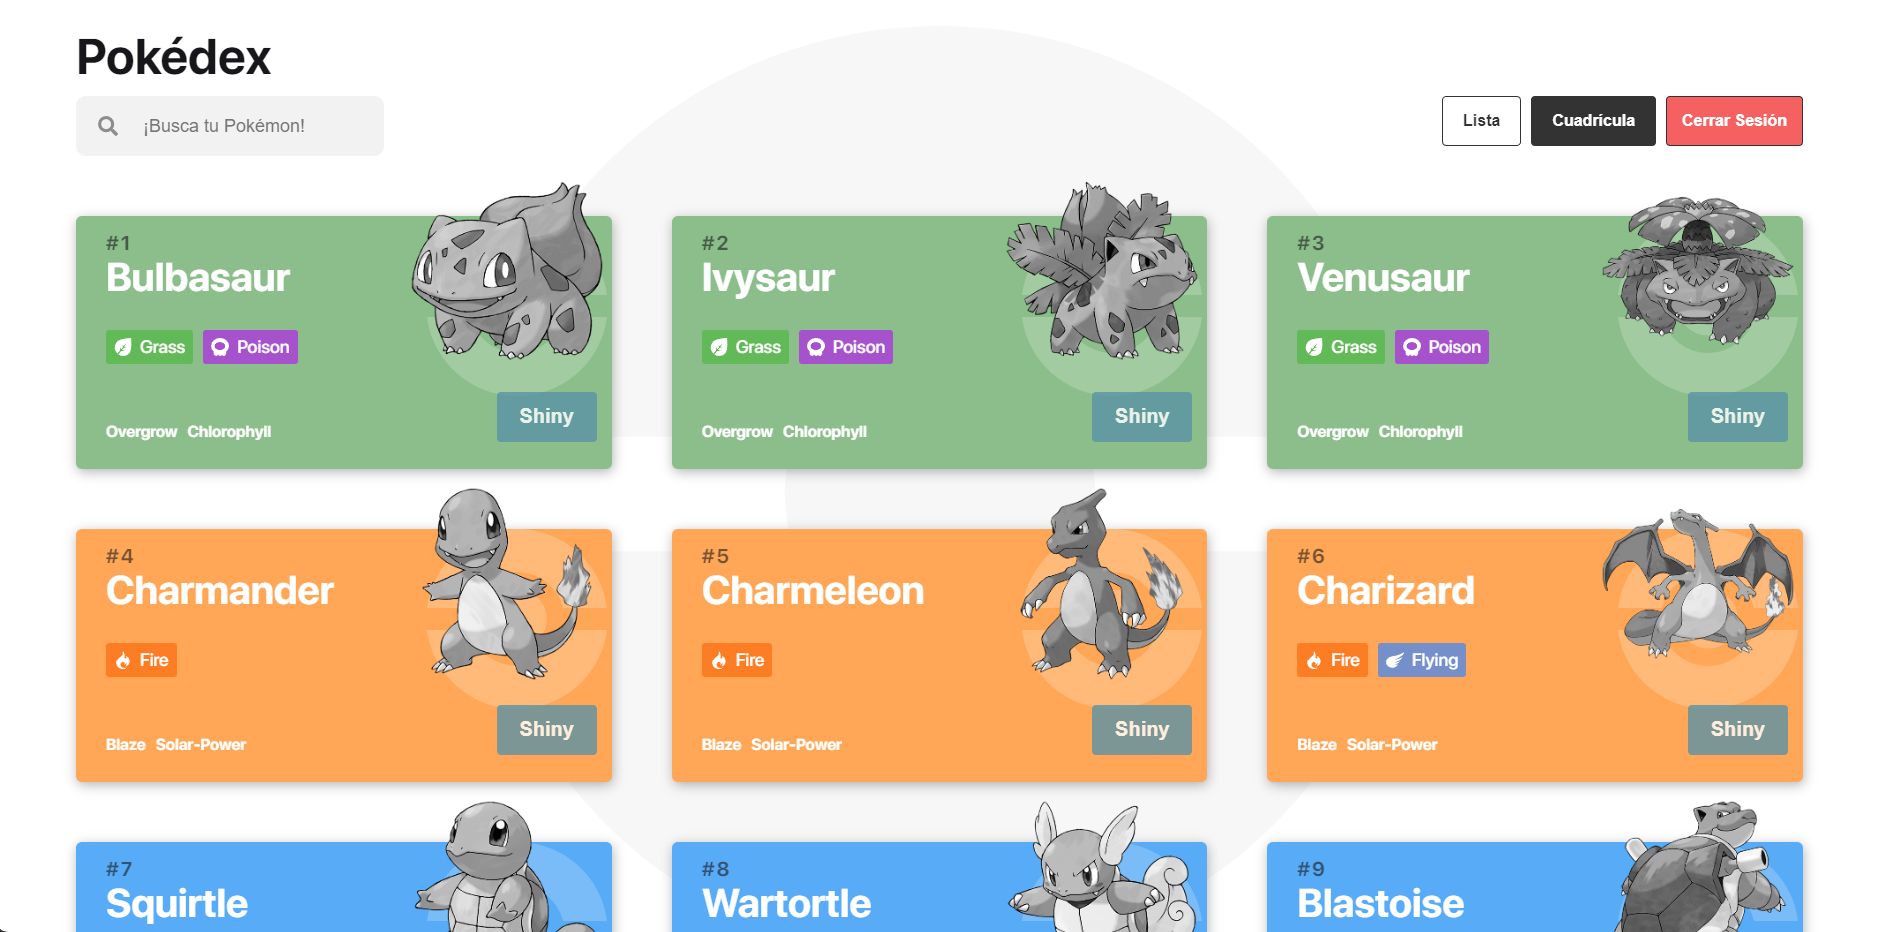 Pokédex
¡Busca tu Pokémon!
Lista Cuadrícula Cerrar Sesión
#1
Bulbasaur
Grass Poison
Overgrow Chlorophyll
Shiny
#2
Ivysaur
Grass Poison
Overgrow Chlorophyll
Shiny
#3
Venusaur
Grass Poison
Overgrow Chlorophyll
Shiny
#4
Charmander
Fire
Blaze Solar-Power
Shiny
#5
Charmeleon
Fire
Blaze Solar-Power
Shiny
#6
Charizard
Fire Flying
Blaze Solar-Power
Shiny
#7
Squirtle
#8
Wartortle
#9
Blastoise